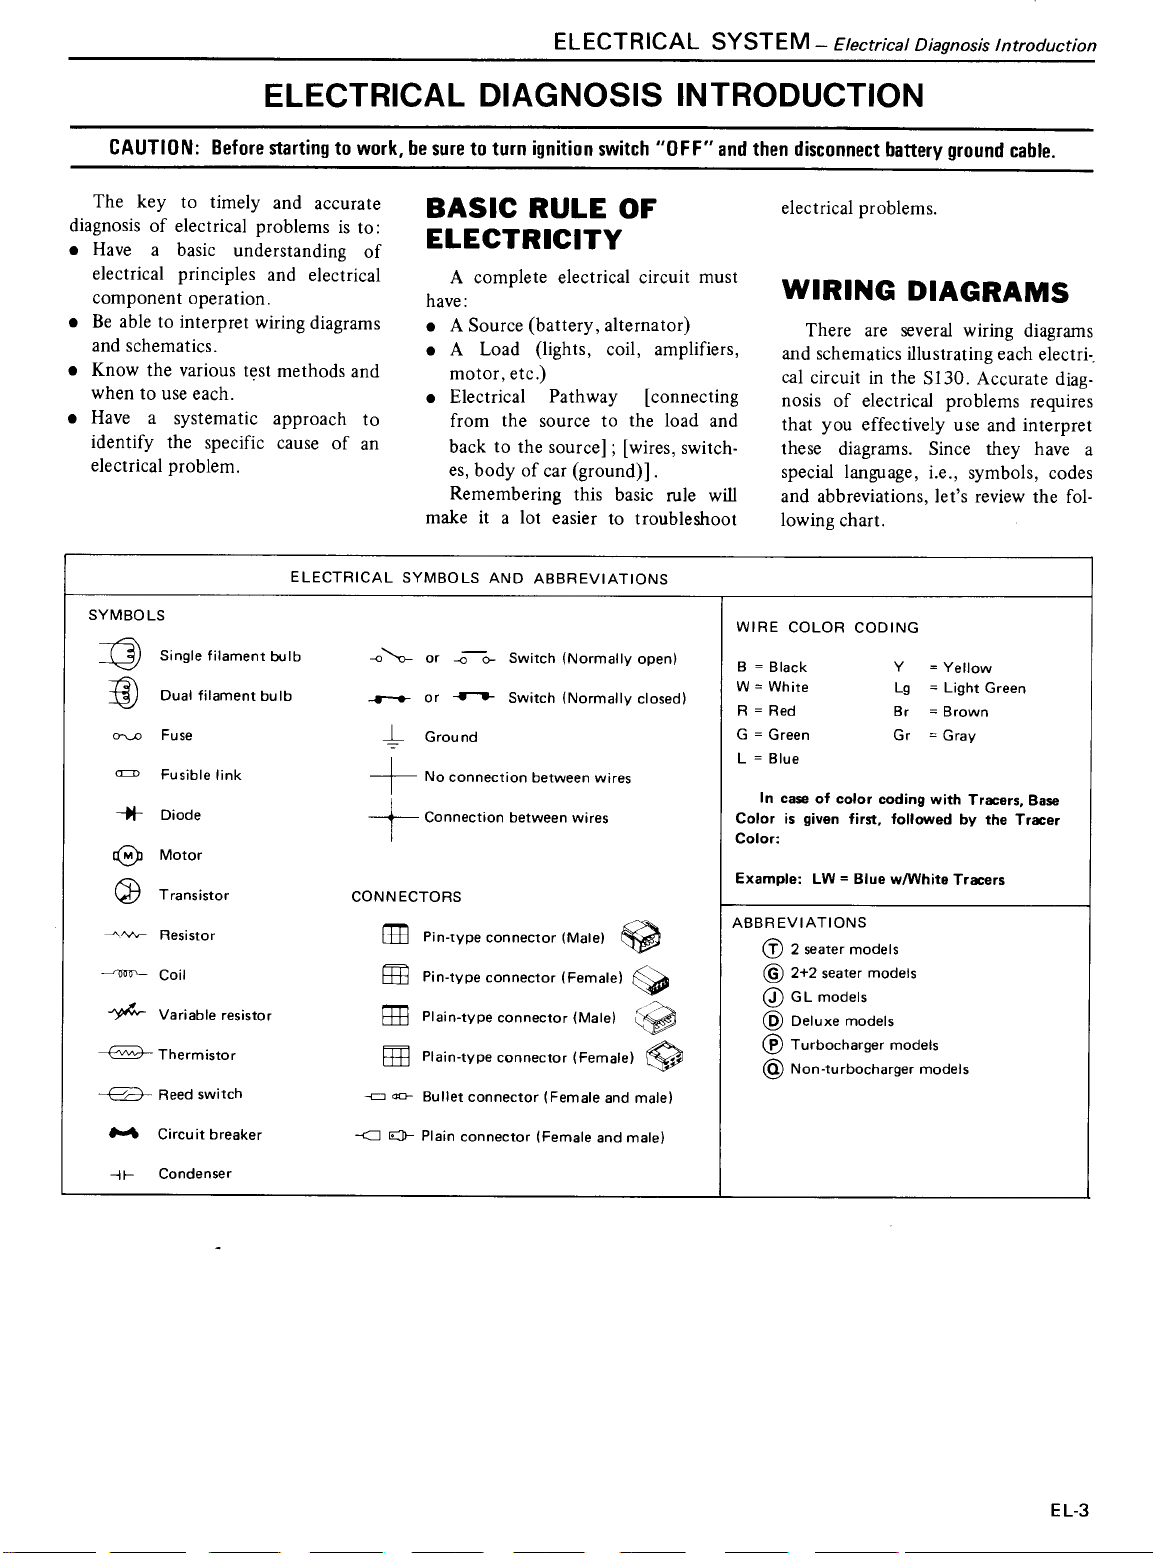 ELECTRICAL SYSTEM – Electrical Diagnosis Introduction
ELECTRICAL DIAGNOSIS INTRODUCTION
CAUTION: Before starting to work, be sure to turn ignition switch "OFF" and then disconnect battery ground cable.
The key to timely and accurate
diagnosis of electrical problems is to:
● Have a basic understanding of
electrical principles and electrical
component operation.
● Be able to interpret wiring diagrams
and schematics.
● Know the various test methods and
when to use each.
● Have a systematic approach to
identify the specific cause of an
electrical problem.
BASIC RULE OF
ELECTRICITY
A complete electrical circuit must
have:
● A Source (battery, alternator)
● A Load (lights, coil, amplifiers,
motor, etc.)
● Electrical Pathway [connecting
from the source to the load and
back to the source] ; [wires, switch-
es, body of car (ground)].
Remembering this basic rule will
make it a lot easier to troubleshoot
electrical problems.
WIRING DIAGRAMS
There are several wiring diagrams
and schematics illustrating each electri-
cal circuit in the S130. Accurate diag-
nosis of electrical problems requires
that you effectively use and interpret
these diagrams. Since they have a
special language, i.e., symbols, codes
and abbreviations, let's review the fol-
lowing chart.
ELECTRICAL SYMBOLS AND ABBREVIATIONS
SYMBOLS
Single filament bulb
Dual filament bulb
Fuse
Fusible link
Diode
M Motor
Transistor
Resistor
Coil
Variable resistor
Thermistor
Reed switch
Circuit breaker
Condenser
or Switch (Normally open)
or Switch (Normally closed)
Ground
No connection between wires
Connection between wires
CONNECTORS
Pin-type connector (Male)
Pin-type connector (Female)
Plain-type connector (Male)
Plain-type connector (Female)
Bullet connector (Female and male)
Plain connector (Female and male)
WIRE COLOR CODING
B = Black Y = Yellow
W = White Lg = Light Green
R = Red Br = Brown
G = Green Gr = Gray
L = Blue
In case of color coding with Tracers, Base
Color is given first, followed by the Tracer
Color:
Example: LW = Blue w/White Tracers
ABBREVIATIONS
Ⓣ 2 seater models
Ⓖ 2+2 seater models
Ⓙ GL models
Ⓓ Deluxe models
Ⓟ Turbocharger models
Ⓠ Non-turbocharger models
EL-3